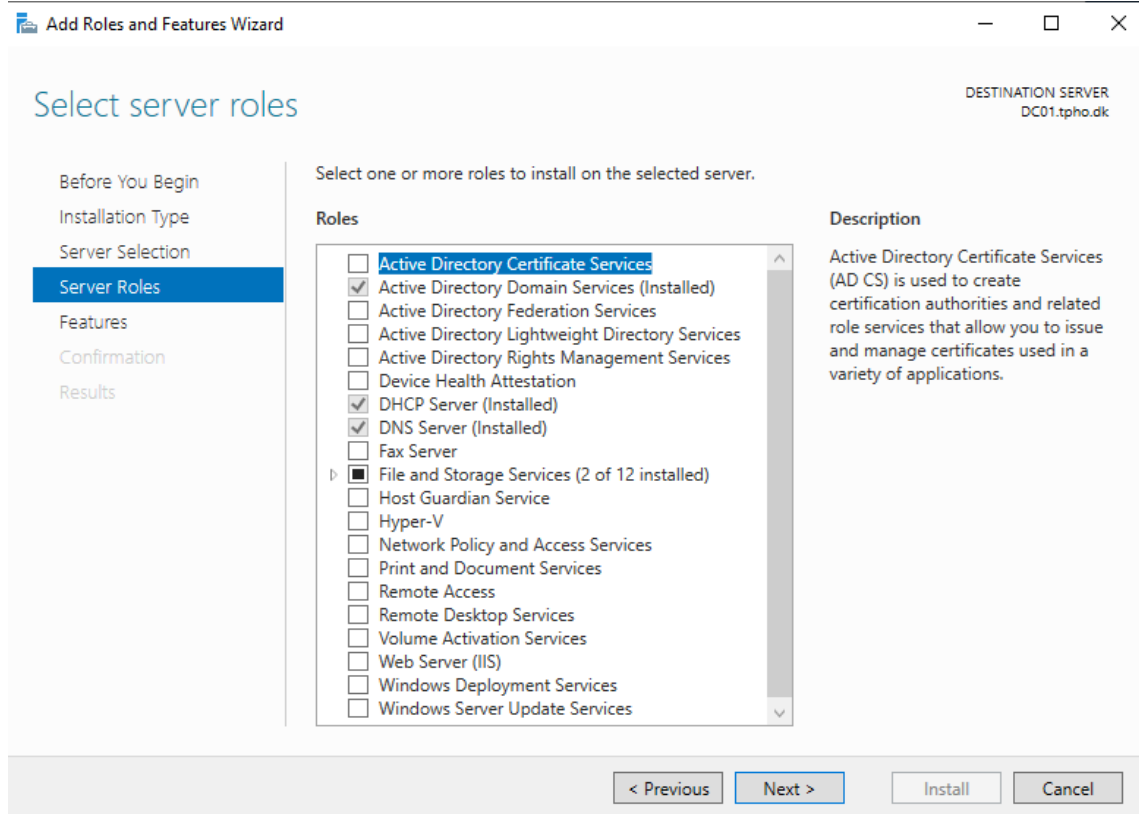 Add Roles and Features Wizard
Select server roles
DESTINATION SERVER
DC01.tpho.dk
Before You Begin
Installation Type
Server Selection
Server Roles
Features
Confirmation
Results
Select one or more roles to install on the selected server.
Roles
Active Directory Certificate Services
Active Directory Domain Services (Installed)
Active Directory Federation Services
Active Directory Lightweight Directory Services
Active Directory Rights Management Services
Device Health Attestation
DHCP Server (Installed)
DNS Server (Installed)
Fax Server
File and Storage Services (2 of 12 installed)
Host Guardian Service
Hyper-V
Network Policy and Access Services
Print and Document Services
Remote Access
Remote Desktop Services
Volume Activation Services
Web Server (IIS)
Windows Deployment Services
Windows Server Update Services
Description
Active Directory Certificate Services
(AD CS) is used to create
certification authorities and related
role services that allow you to issue
and manage certificates used in a
variety of applications.
< Previous
Next >
Install
Cancel